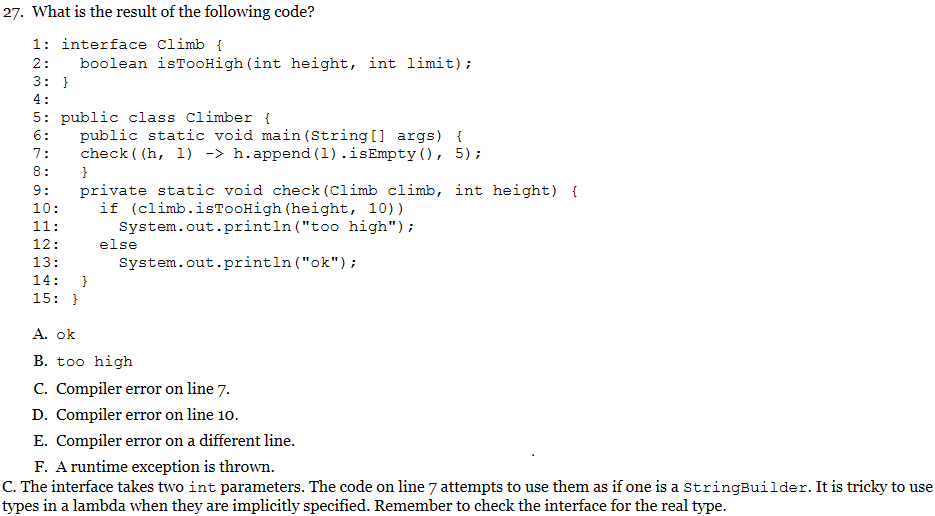 27. What is the result of the following code?
1: interface Climb {
2:   boolean isTooHigh(int height, int limit);
3: }
4:
5: public class Climber {
6:   public static void main(String[] args) {
7:   check((h, l) -> h.append(l).isEmpty(), 5);
8:   }
9:   private static void check(Climb climb, int height) {
10:    if (climb.isTooHigh(height, 10))
11:      System.out.println("too high");
12:    else
13:      System.out.println("ok");
14:  }
15: }
A. ok
B. too high
C. Compiler error on line 7.
D. Compiler error on line 10.
E. Compiler error on a different line.
F. A runtime exception is thrown.
C. The interface takes two int parameters. The code on line 7 attempts to use them as if one is a StringBuilder. It is tricky to use
types in a lambda when they are implicitly specified. Remember to check the interface for the real type.